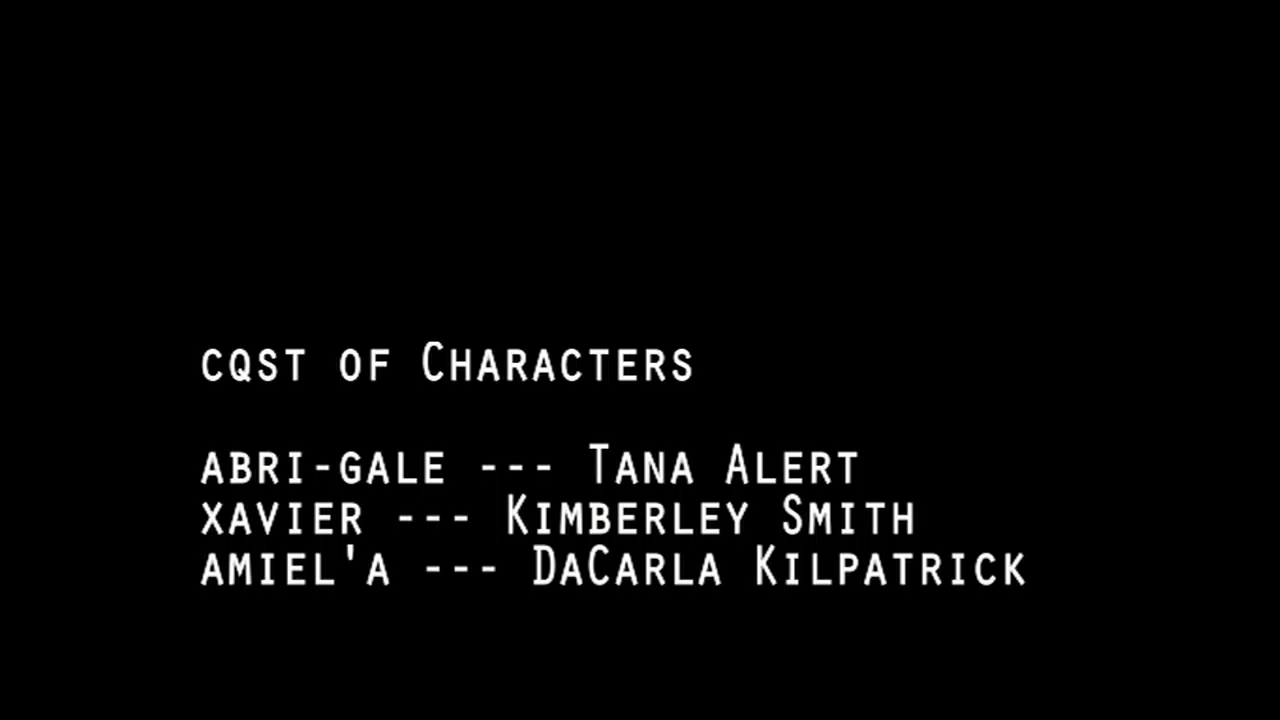 cqst of Characters
abri-gale --- Tana Alert
xavier --- Kimberley Smith
amiel'a --- DaCarla Kilpatrick